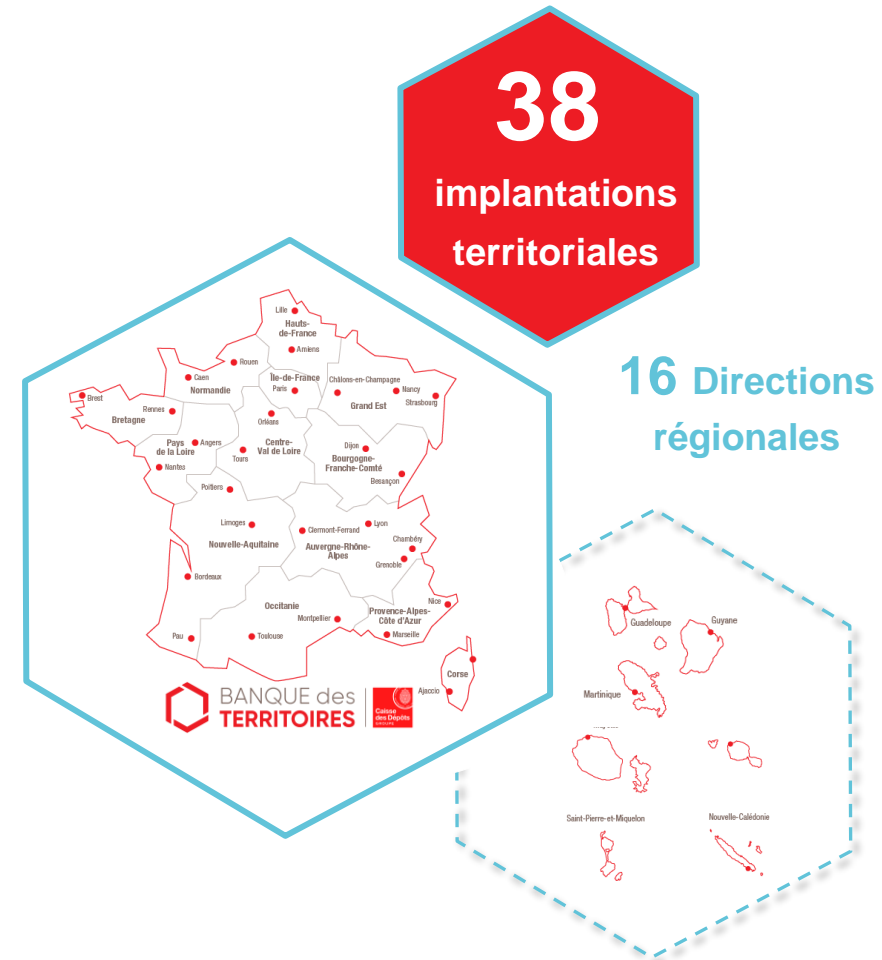 38
implantations
territoriales
16 Directions
régionales
Lille
Hauts-
de-France
Amiens
Rouen
Caen
Normandie
Île-de-France
Paris
Châlons-en-Champagne
Nancy
Strasbourg
Grand Est
Brest
Rennes
Bretagne
Orléans
Pays
de la Loire
Angers
Nantes
Tours
Centre-
Val de Loire
Dijon
Bourgogne-
Franche-Comté
Besançon
Poitiers
Limoges
Nouvelle-Aquitaine
Clermont-Ferrand
Lyon
Auvergne-Rhône-
Alpes
Chambéry
Grenoble
Bordeaux
Occitanie
Montpellier
Provence-Alpes-
Côte d'Azur
Nice
Marseille
Pau
Toulouse
Corse
Ajaccio
BANQUE des
TERRITOIRES
Caisse
des Dépôts
GROUPE
Guadeloupe
Guyane
Martinique
Saint-Pierre-et-Miquelon
Nouvelle-Calédonie